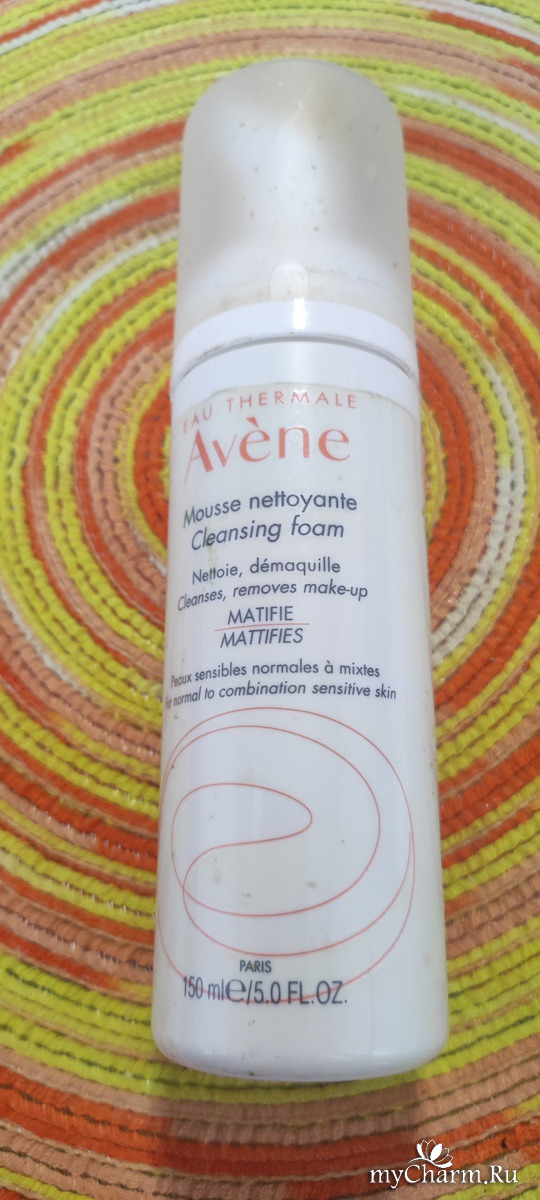 EAU THERMALE
Avène
Mousse nettoyante
Cleansing foam
Nettoie, démaquille
Cleanses, removes make-up
MATIFIE
MATTIFIES
Peaux sensibles normales à mixtes
For normal to combination sensitive skin
PARIS
150 ml℮/5.0 FL.OZ.
myCharm.Ru